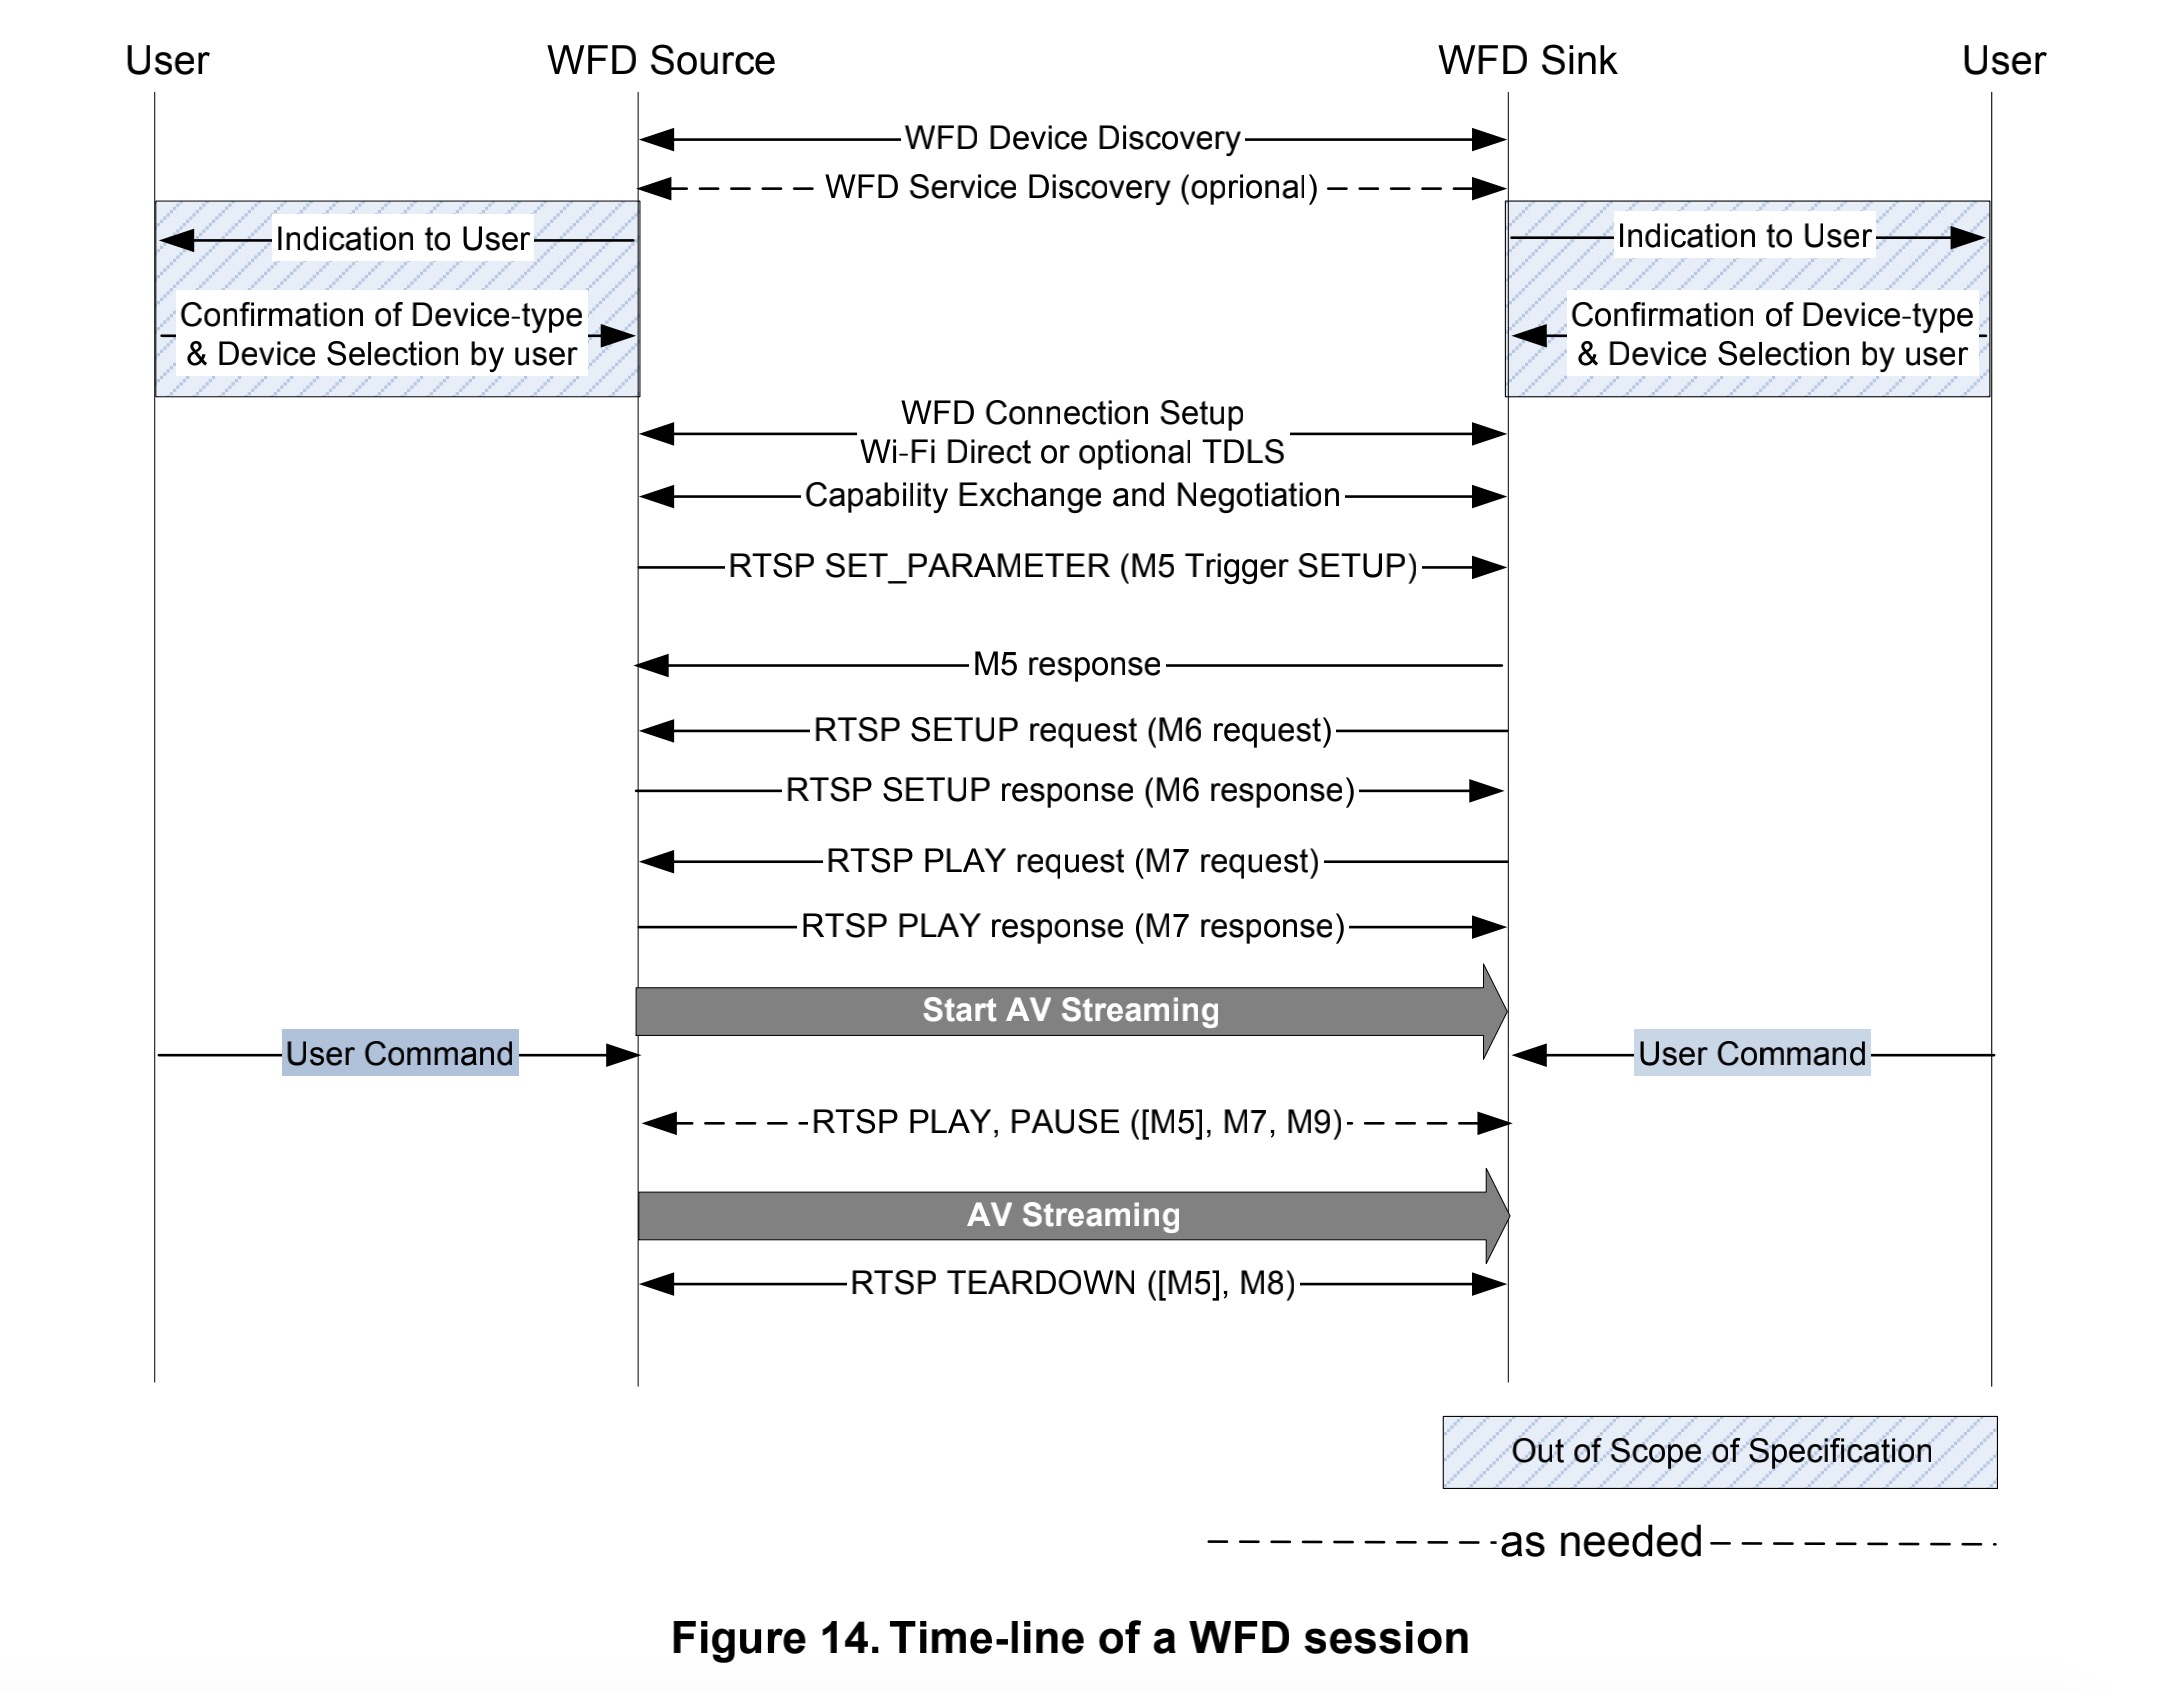 User
WFD Source
WFD Sink
User
WFD Device Discovery
WFD Service Discovery (oprional)
Indication to User
Indication to User
Confirmation of Device-type
& Device Selection by user
Confirmation of Device-type
& Device Selection by user
WFD Connection Setup
Wi-Fi Direct or optional TDLS
Capability Exchange and Negotiation
RTSP SET_PARAMETER (M5 Trigger SETUP)
M5 response
RTSP SETUP request (M6 request)
RTSP SETUP response (M6 response)
RTSP PLAY request (M7 request)
RTSP PLAY response (M7 response)
Start AV Streaming
User Command
User Command
RTSP PLAY, PAUSE ([M5], M7, M9)
AV Streaming
RTSP TEARDOWN ([M5], M8)
Out of Scope of Specification
as needed
Figure 14. Time-line of a WFD session